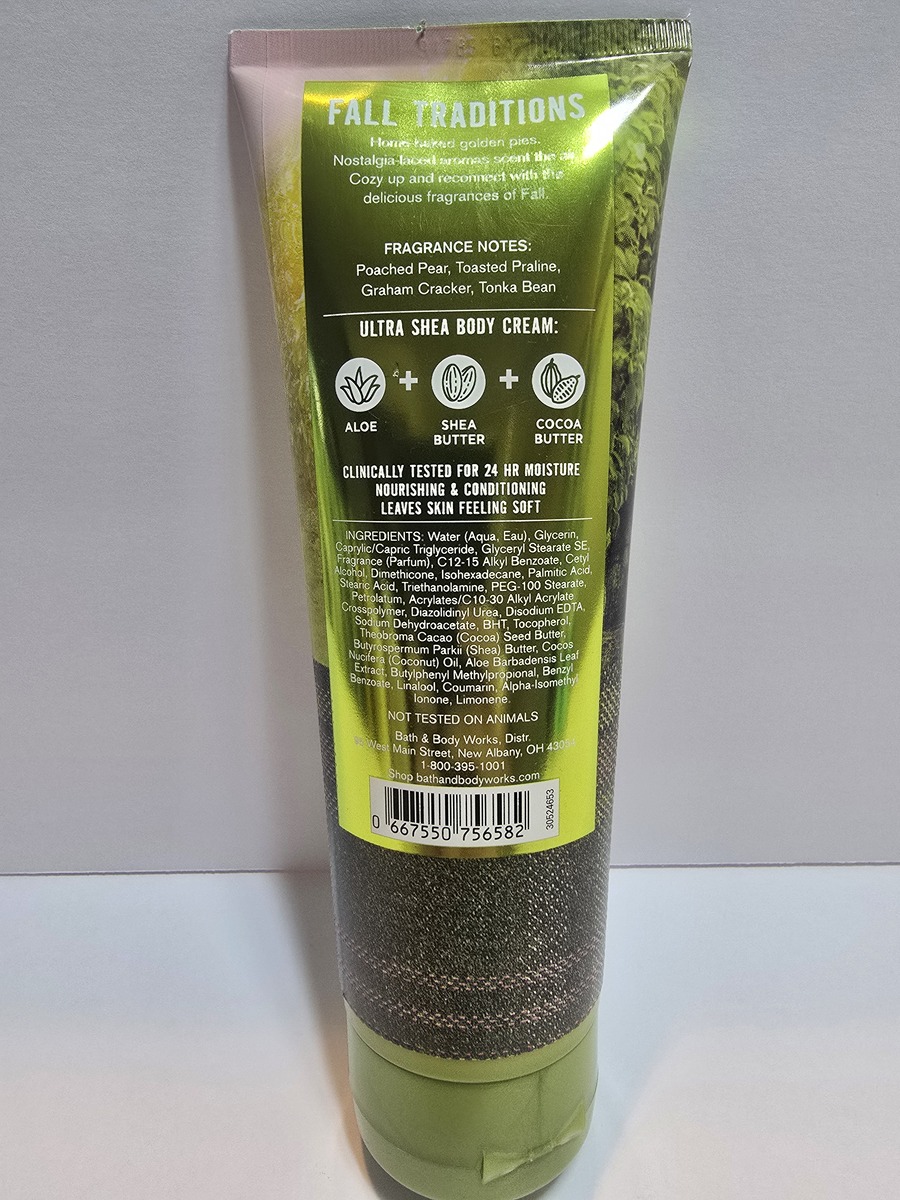 FALL TRADITIONS
Home-baked golden pies.
Nostalgia-laced aromas scent the air.
Cozy up and reconnect with the
delicious fragrances of Fall.
FRAGRANCE NOTES:
Poached Pear, Toasted Praline,
Graham Cracker, Tonka Bean
ULTRA SHEA BODY CREAM:
ALOE + SHEA BUTTER + COCOA BUTTER
CLINICALLY TESTED FOR 24 HR MOISTURE
NOURISHING & CONDITIONING
LEAVES SKIN FEELING SOFT
INGREDIENTS: Water (Aqua, Eau), Glycerin,
Caprylic/Capric Triglyceride, Glyceryl Stearate SE,
Fragrance (Parfum), C12-15 Alkyl Benzoate, Cetyl
Alcohol, Dimethicone, Isohexadecane, Palmitic Acid,
Stearic Acid, Triethanolamine, PEG-100 Stearate,
Petrolatum, Acrylates/C10-30 Alkyl Acrylate
Crosspolymer, Diazolidinyl Urea, Disodium EDTA,
Sodium Dehydroacetate, BHT, Tocopherol,
Theobroma Cacao (Cocoa) Seed Butter,
Butyrospermum Parkii (Shea) Butter, Cocos
Nucifera (Coconut) Oil, Aloe Barbadensis Leaf
Extract, Butylphenyl Methylpropional, Benzyl
Benzoate, Linalool, Coumarin, Alpha-Isomethyl
Ionone, Limonene.
NOT TESTED ON ANIMALS
Bath & Body Works, Distr.
West Main Street, New Albany, OH
1-800-395-1001
Shop bathandbodyworks.com
0 667550 756582
30524653